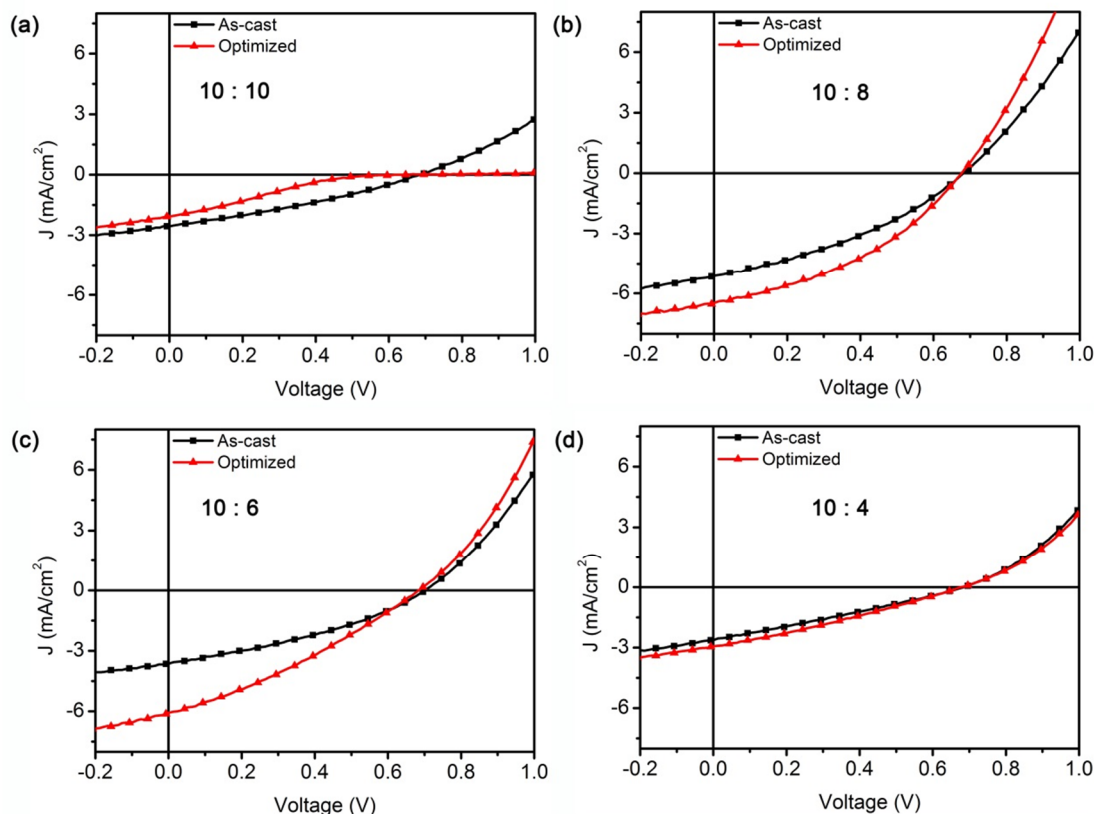 (a)
As-cast
Optimized
10 : 10
6
3
0
-3
-6
J (mA/cm²)
-0.2 0.0 0.2 0.4 0.6 0.8 1.0
Voltage (V)
(b)
As-cast
Optimized
10 : 8
6
3
0
-3
-6
J (mA/cm²)
-0.2 0.0 0.2 0.4 0.6 0.8 1.0
Voltage (V)
(c)
As-cast
Optimized
10 : 6
6
3
0
-3
-6
J (mA/cm²)
-0.2 0.0 0.2 0.4 0.6 0.8 1.0
Voltage (V)
(d)
As-cast
Optimized
10 : 4
6
3
0
-3
-6
J (mA/cm²)
-0.2 0.0 0.2 0.4 0.6 0.8 1.0
Voltage (V)